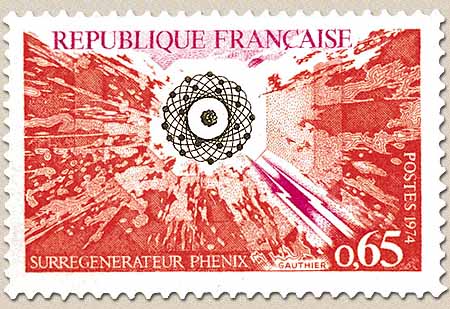 REPUBLIQUE FRANÇAISE
POSTES 1974
0,65
SURREGENERATEUR PHENIX
GAUTHIER